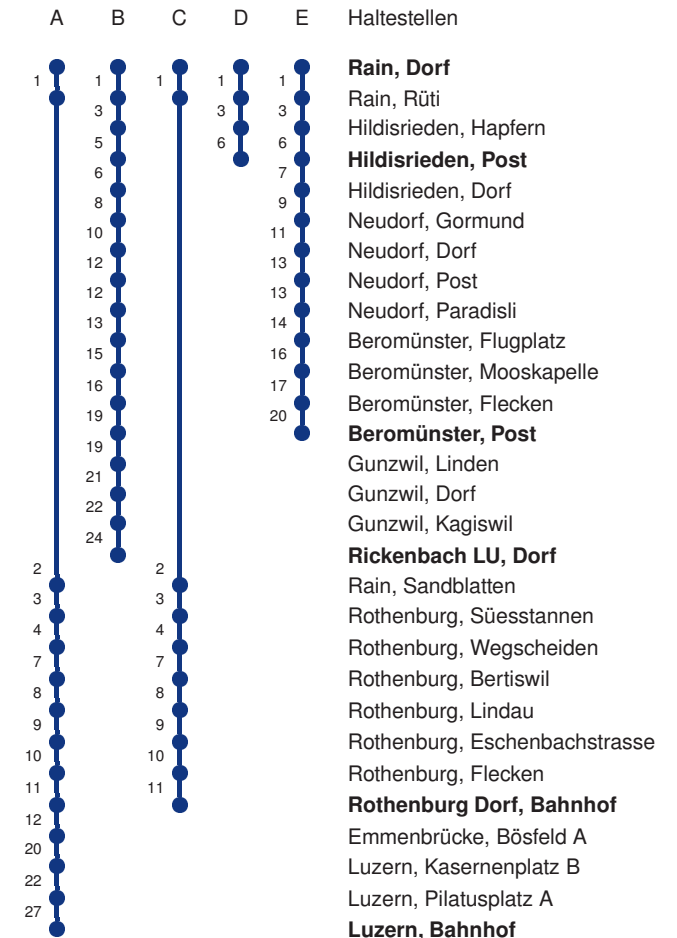 A B C D E Haltestellen
Rain, Dorf
1 1 1 1 1
Rain, Rüti
3 3 3
Hildisrieden, Hapfern
5 6 6
Hildisrieden, Post
6 7
Hildisrieden, Dorf
8 9
Neudorf, Gormund
10 11
Neudorf, Dorf
12 13
Neudorf, Post
12 13
Neudorf, Paradisli
13 14
Beromünster, Flugplatz
15 16
Beromünster, Mooskapelle
16 17
Beromünster, Flecken
19 20
Beromünster, Post
19
Gunzwil, Linden
21
Gunzwil, Dorf
22
Gunzwil, Kagiswil
24
Rickenbach LU, Dorf
2 2
Rain, Sandblatten
3 3
Rothenburg, Süesstannen
4 4
Rothenburg, Wegscheiden
7 7
Rothenburg, Bertiswil
8 8
Rothenburg, Lindau
9 9
Rothenburg, Eschenbachstrasse
10 10
Rothenburg, Flecken
11 11
Rothenburg Dorf, Bahnhof
12
Emmenbrücke, Bösfeld A
20
Luzern, Kasernenplatz B
22
Luzern, Pilatusplatz A
27
Luzern, Bahnhof